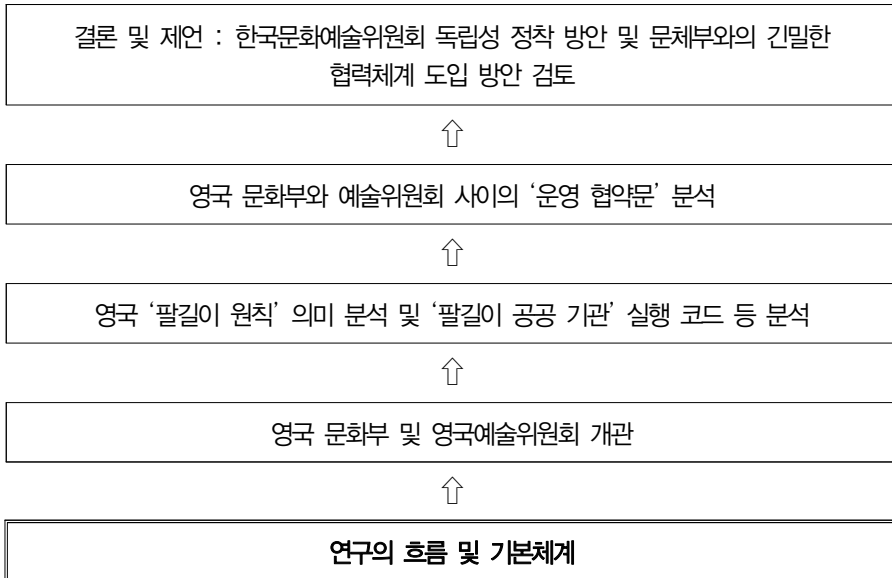 결론 및 제언 : 한국문화예술위원회 독립성 정착 방안 및 문체부와의 긴밀한
협력체계 도입 방안 검토
⇧
영국 문화부와 예술위원회 사이의 ‘운영 협약문’ 분석
⇧
영국 ‘팔길이 원칙’ 의미 분석 및 ‘팔길이 공공 기관’ 실행 코드 등 분석
⇧
영국 문화부 및 영국예술위원회 개관
⇧
연구의 흐름 및 기본체계